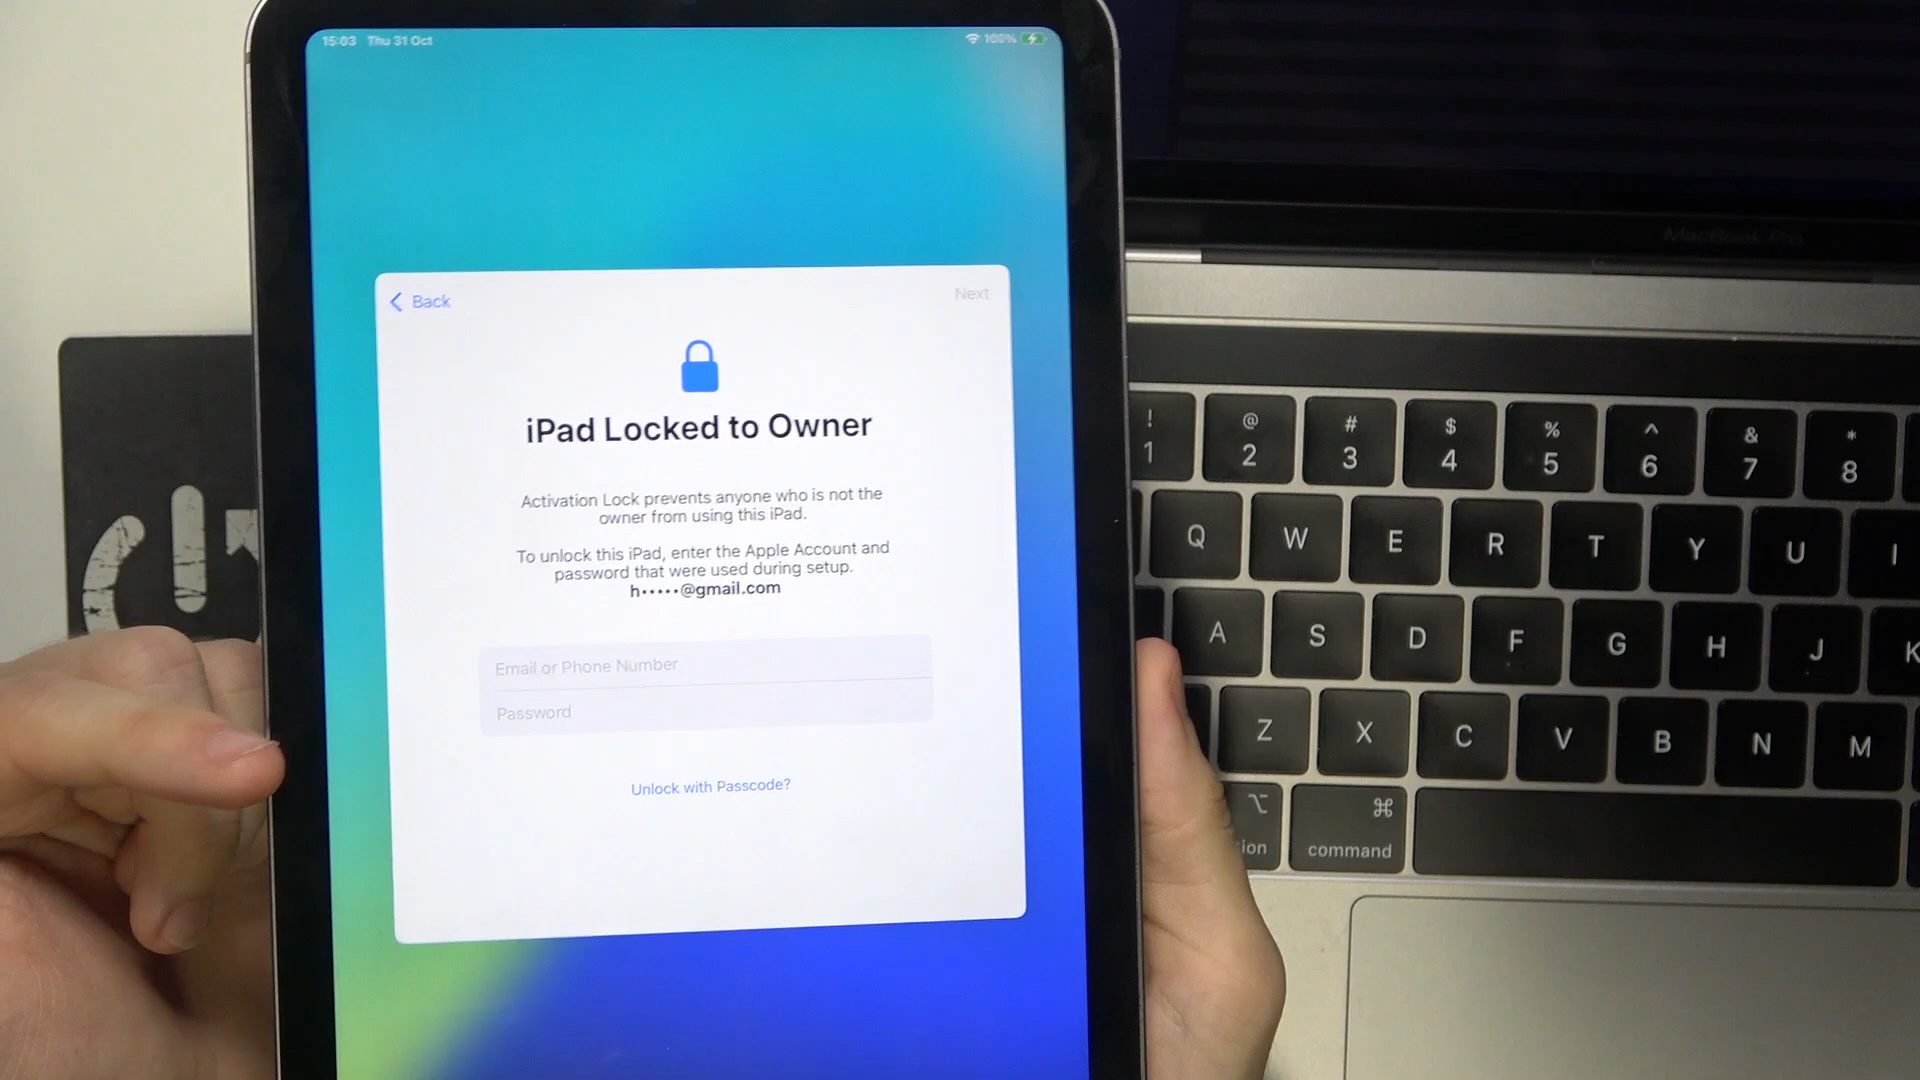 15:03 Thu 31 Oct
100%
Back
Next
iPad Locked to Owner
Activation Lock prevents anyone who is not the
owner from using this iPad.
To unlock this iPad, enter the Apple Account and
password that were used during setup.
h•••••@gmail.com
Email or Phone Number
Password
Unlock with Passcode?
MacBook Pro
! @ # $ % ^ & *
1 2 3 4 5 6 7 8
Q W E R T Y U I
A S D F G H J K
Z X C V B N M
⌥ ⌘
ion command